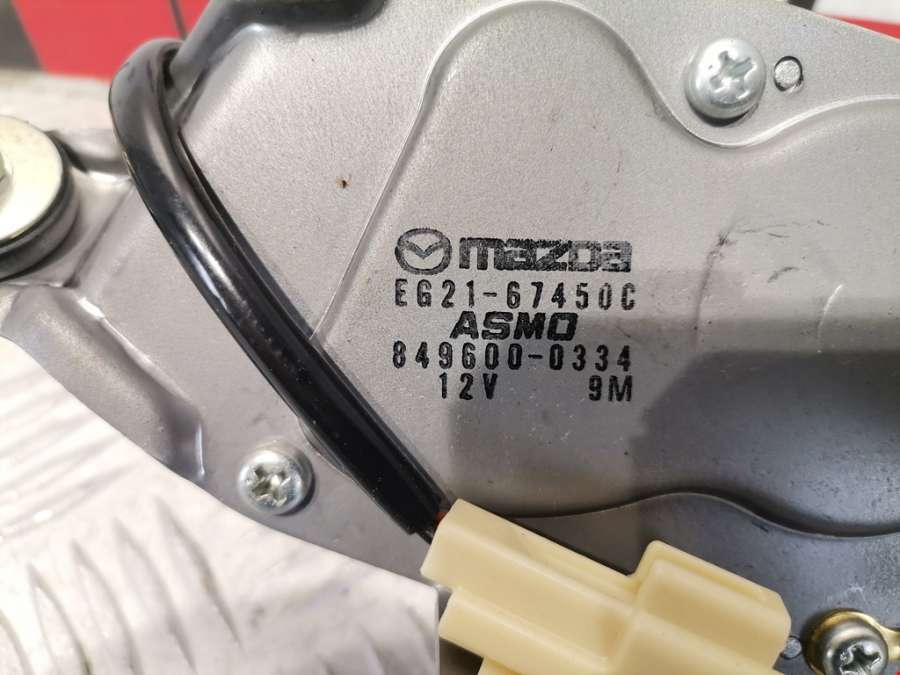 mazda
EG21-67450C
ASMO
849600-0334
12V 9M